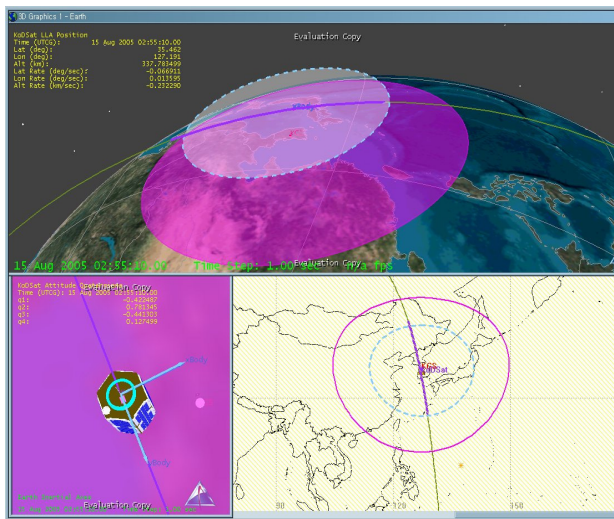 3D Graphics 1 - Earth
KoDSat LLA Position
Time (UTCG): 15 Aug 2005 02:55:10.00
Lat (deg): 35.462
Lon (deg): 127.191
Alt (km): 337.783499
Lat Rate (deg/sec): -0.066911
Lon Rate (deg/sec): 0.013595
Alt Rate (km/sec): -0.232290
Evaluation Copy
Evaluation Copy
15 Aug 2005 02:55:10.00 Time Step: 1.00 sec n/a fps
KoDSat Attitude
Evaluation Copy
Time (UTCG): 15 Aug 2005 02:55:10.00
q1: -0.422487
q2: 0.781345
q3: -0.441303
q4: 0.127499
KoDSat
Evaluation Copy
90
120
150